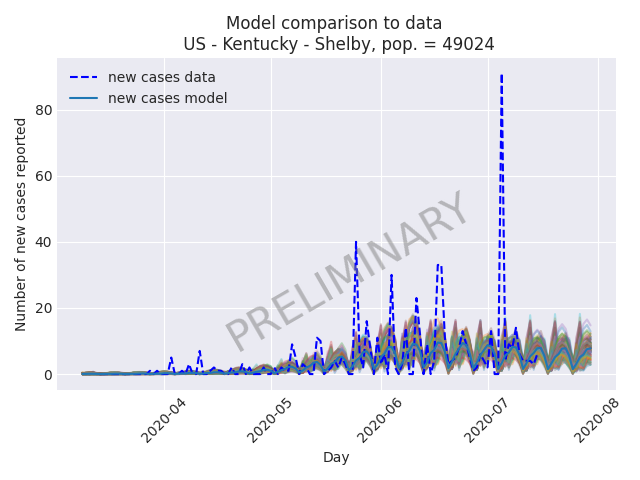 Model comparison to data
US - Kentucky - Shelby, pop. = 49024
new cases data
new cases model
PRELIMINARY
Number of new cases reported
80
60
40
20
0
2020-04
2020-05
2020-06
2020-07
2020-08
Day